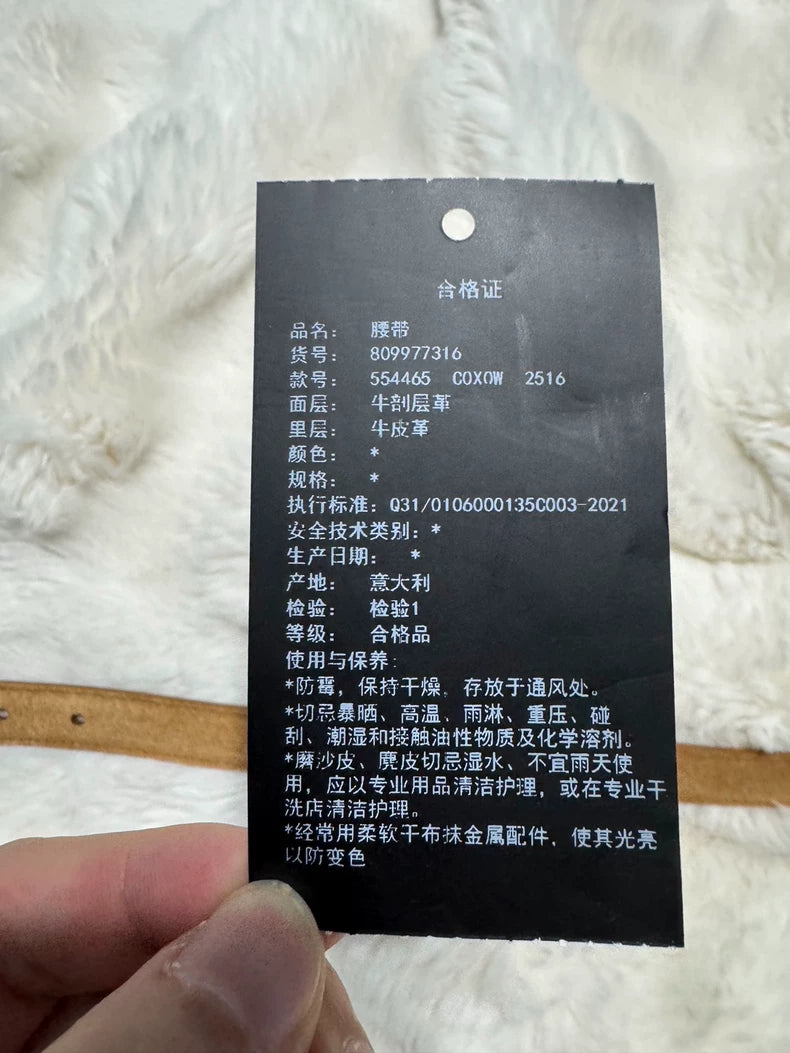 合格证
品名： 腰带
货号： 809977316
款号： 554465 COXOW 2516
面层： 牛剖层革
里层： 牛皮革
颜色： *
规格： *
执行标准：Q31/0106000135C003-2021
安全技术类别：*
生产日期： *
产地： 意大利
检验： 检验1
等级： 合格品
使用与保养：
*防霉，保持干燥，存放于通风处。
*切忌暴晒、高温、雨淋、重压、碰
刮、潮湿和接触油性物质及化学溶剂。
*磨沙皮、麂皮切忌湿水、不宜雨天使
用，应以专业用品清洁护理，或在专业干
洗店清洁护理。
*经常用柔软干布抹金属配件，使其光亮
以防变色